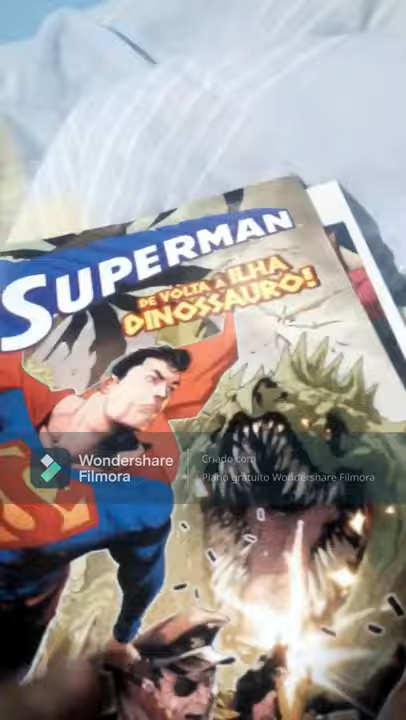 SUPERMAN
DE VOLTA À ILHA
DINOSSAURO!
Wondershare
Filmora
Criado com
Plano gratuito Wondershare Filmora